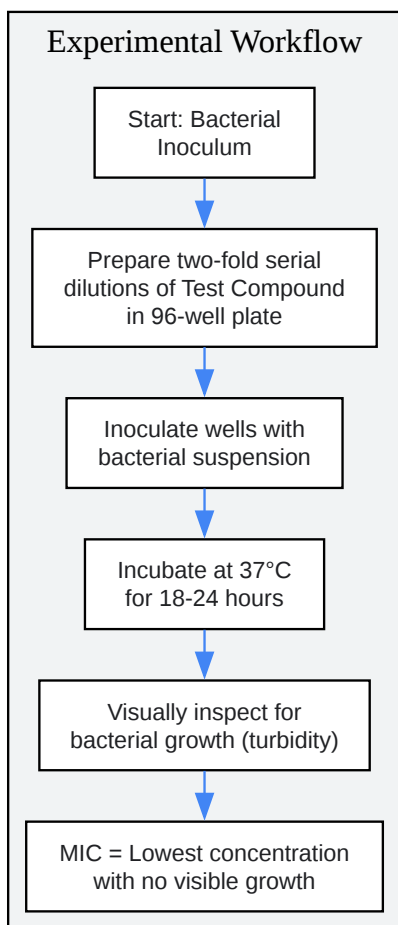 Experimental Workflow
Start: Bacterial
Inoculum
Prepare two-fold serial
dilutions of Test Compound
in 96-well plate
Inoculate wells with
bacterial suspension
Incubate at 37°C
for 18-24 hours
Visually inspect for
bacterial growth (turbidity)
MIC = Lowest concentration
with no visible growth